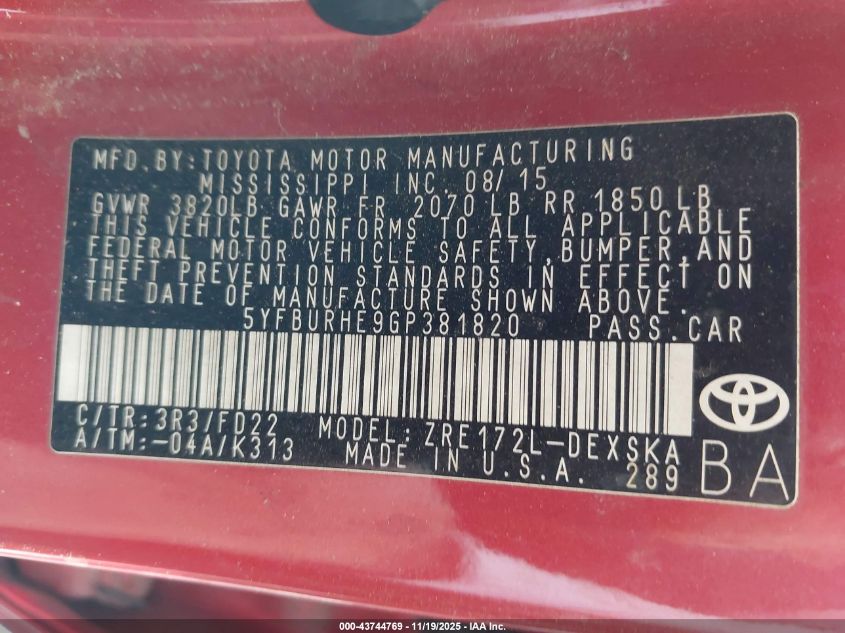 MFD.BY:TOYOTA MOTOR MANUFACTURING
MISSISSIPPI INC. 08/15
GVWR 3820LB GAWR FR 2070 LB RR 1850LB
THIS VEHICLE CONFORMS TO ALL APPLICABLE
FEDERAL MOTOR VEHICLE SAFETY,BUMPER,AND
THEFT PREVENTION STANDARDS IN EFFECT ON
THE DATE OF MANUFACTURE SHOWN ABOVE.
5YFBURHE9GP381820 PASS.CAR
C/TR:3R3/FD22 MODEL:ZRE172L-DEXSKA
A/TM:-04A/K313 MADE IN U.S.A. 289
BA
000-43744769 - 11/19/2025 - IAA Inc.